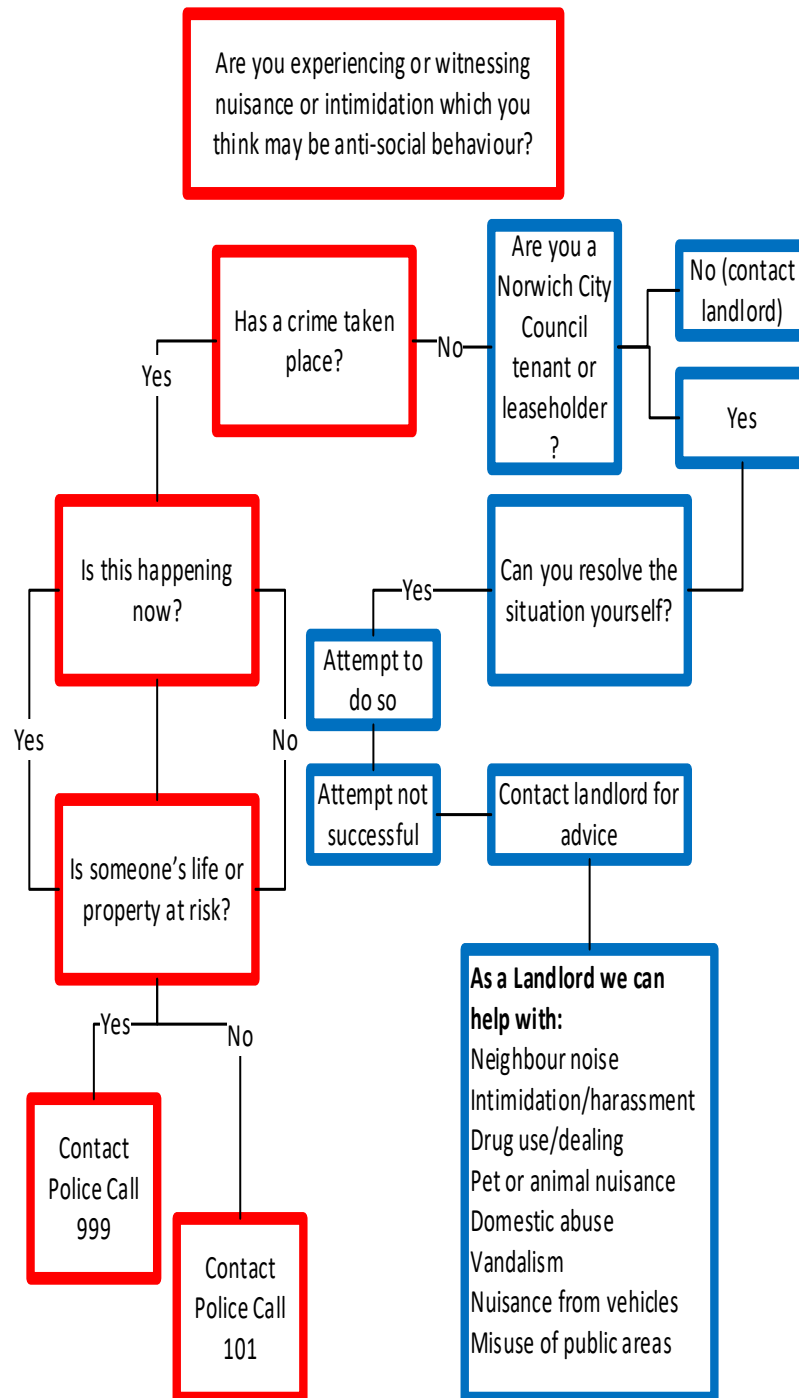 Are you experiencing or witnessing
nuisance or intimidation which you
think may be anti-social behaviour?
Has a crime taken
place?
No
Are you a
Norwich City
Council
tenant or
leaseholder
?
No (contact
landlord)
Yes
Yes
Is this happening
now?
Can you resolve the
situation yourself?
Yes
Attempt to
do so
Yes
No
Attempt not
successful
Contact landlord for
advice
Is someone's life or
property at risk?
Yes
No
Contact
Police Call
999
Contact
Police Call
101
As a Landlord we can
help with:
Neighbour noise
Intimidation/harassment
Drug use/dealing
Pet or animal nuisance
Domestic abuse
Vandalism
Nuisance from vehicles
Misuse of public areas